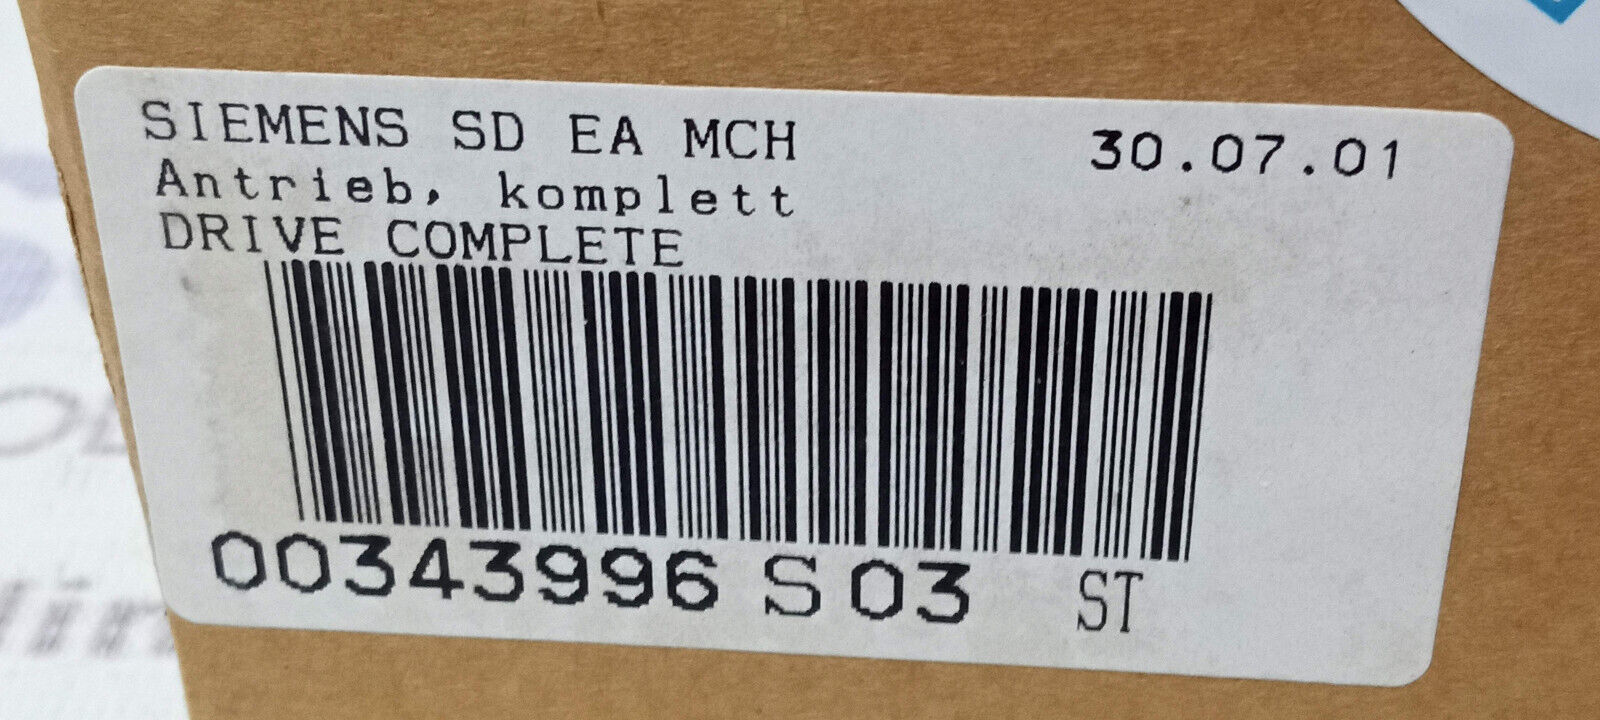 SIEMENS SD EA MCH 30.07.01
Antrieb, komplett
DRIVE COMPLETE
00343996 S 03 ST